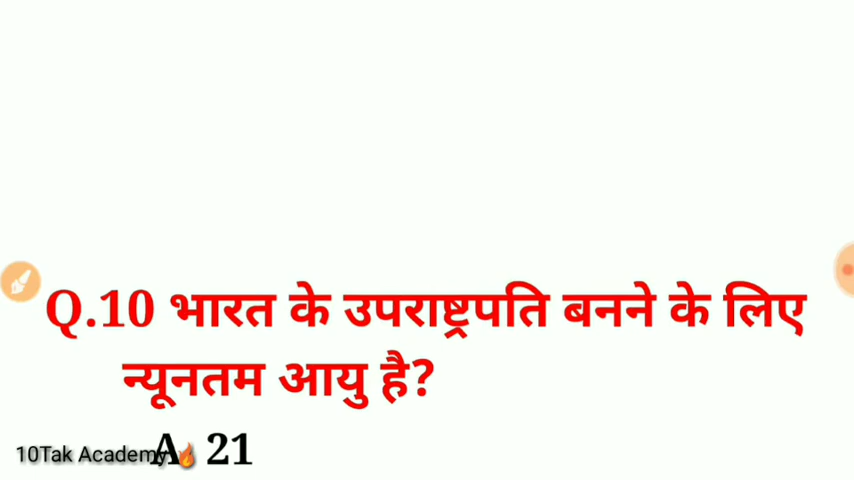 Q.10 भारत के उपराष्ट्रपति बनने के लिए
न्यूनतम आयु है?
A 21
10Tak Academy🔥